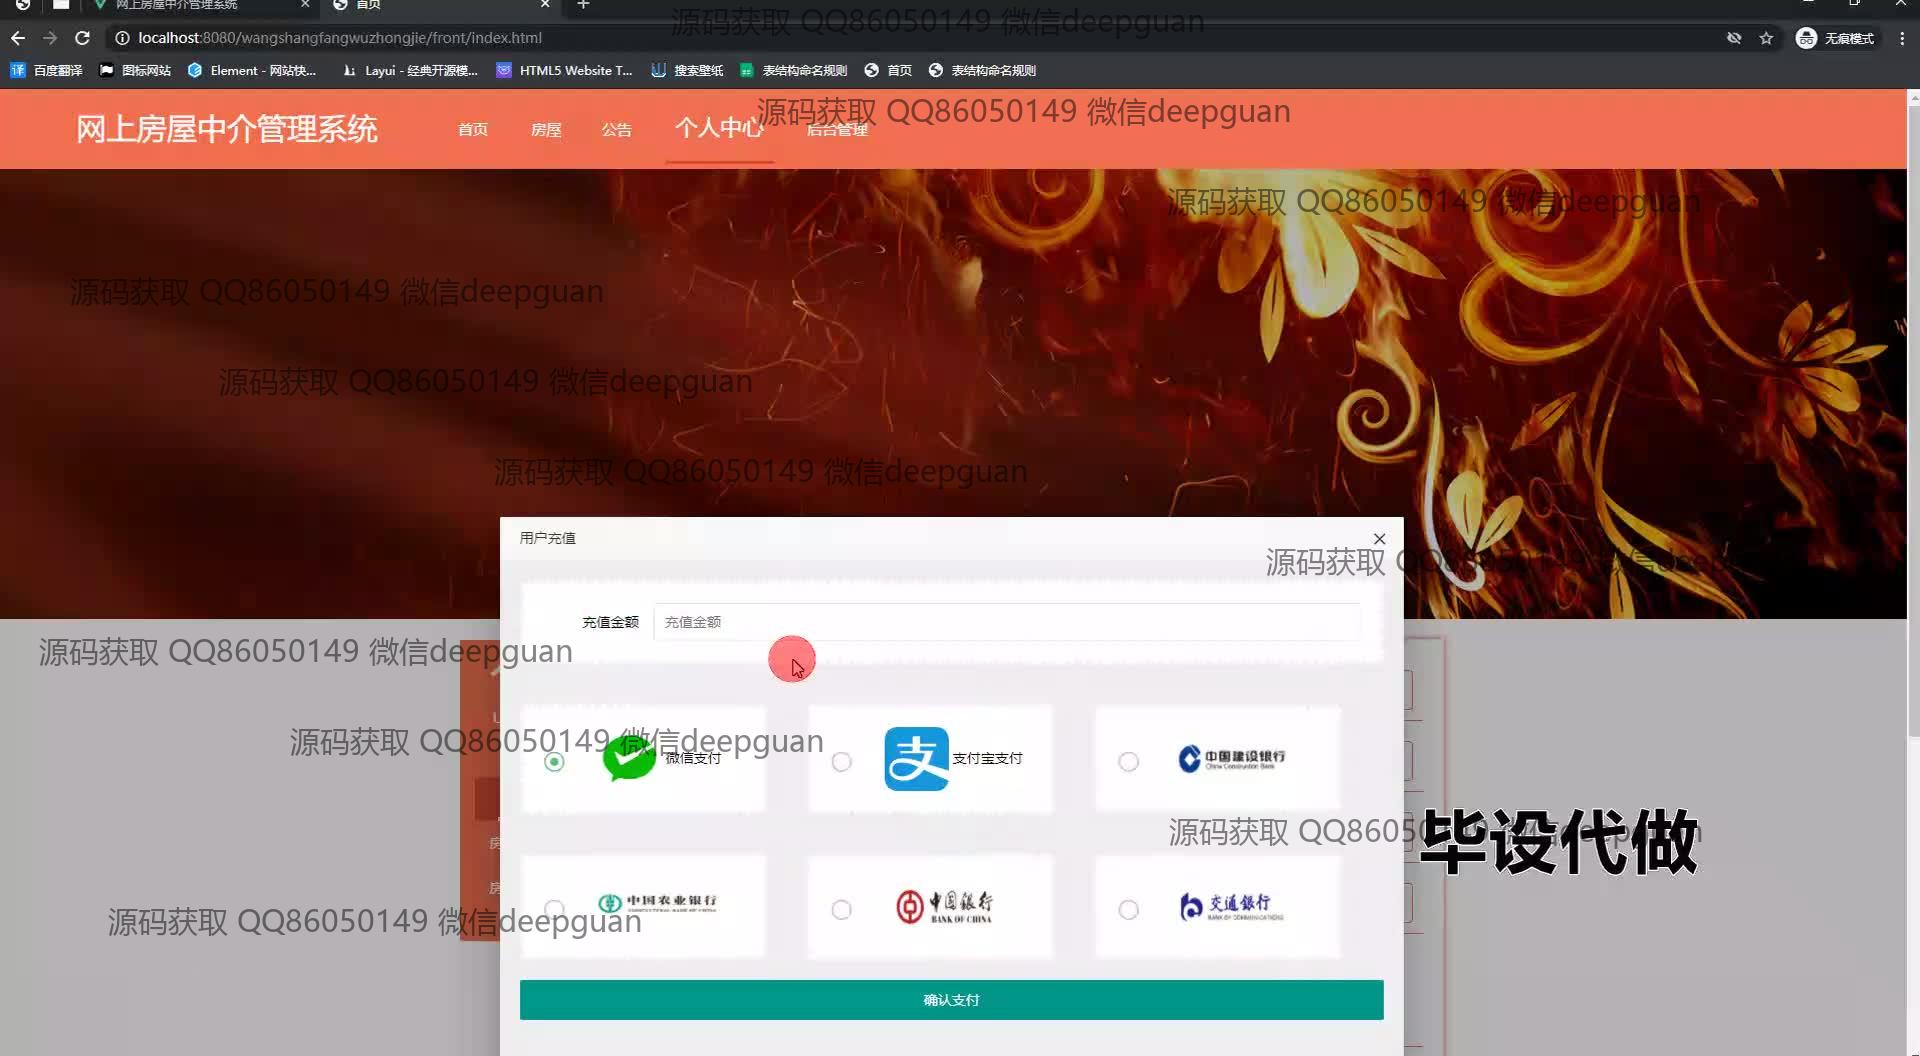 网上房屋中介管理系统
首页
源码获取 QQ86050149 微信deepguan
localhost:8080/wangshangfangwuzhongjie/front/index.html
无痕模式
百度翻译
图标网站
Element - 网站快...
Layui - 经典开源模...
HTML5 Website T...
搜索壁纸
表结构命名规则
首页
表结构命名规则
源码获取 QQ86050149 微信deepguan
网上房屋中介管理系统
首页
房屋
公告
个人中心
后台管理
源码获取 QQ86050149 微信deepguan
源码获取 QQ86050149 微信deepguan
源码获取 QQ86050149 微信deepguan
源码获取 QQ86050149 微信deepguan
用户充值
源码获取
充值金额
充值金额
源码获取 QQ86050149 微信deepguan
源码获取 QQ86050149 微信deepguan
微信支付
支付宝支付
中国建设银行
China Construction Bank
源码获取
毕设代做
中国农业银行
中国银行
BANK OF CHINA
交通银行
BANK OF COMMUNICATIONS
源码获取 QQ86050149 微信deepguan
确认支付